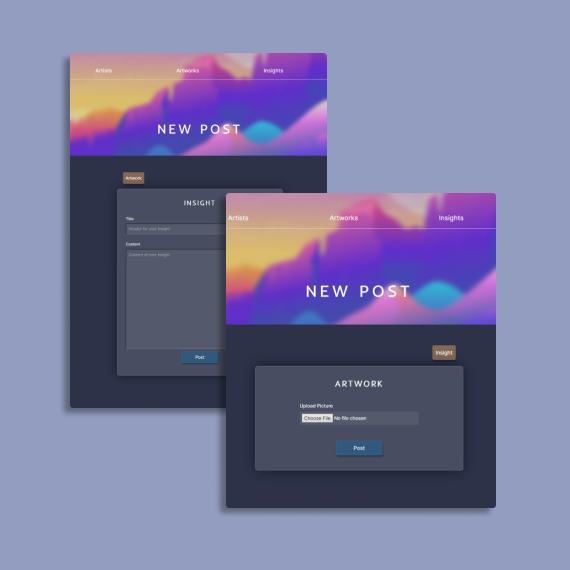 Artists Artworks Insights
NEW POST
Artwork
INSIGHT
Title
Header for your insight
Content
Content of your insight
Post
Artists Artworks Insights
NEW POST
Insight
ARTWORK
Upload Picture
Choose File No file chosen
Post